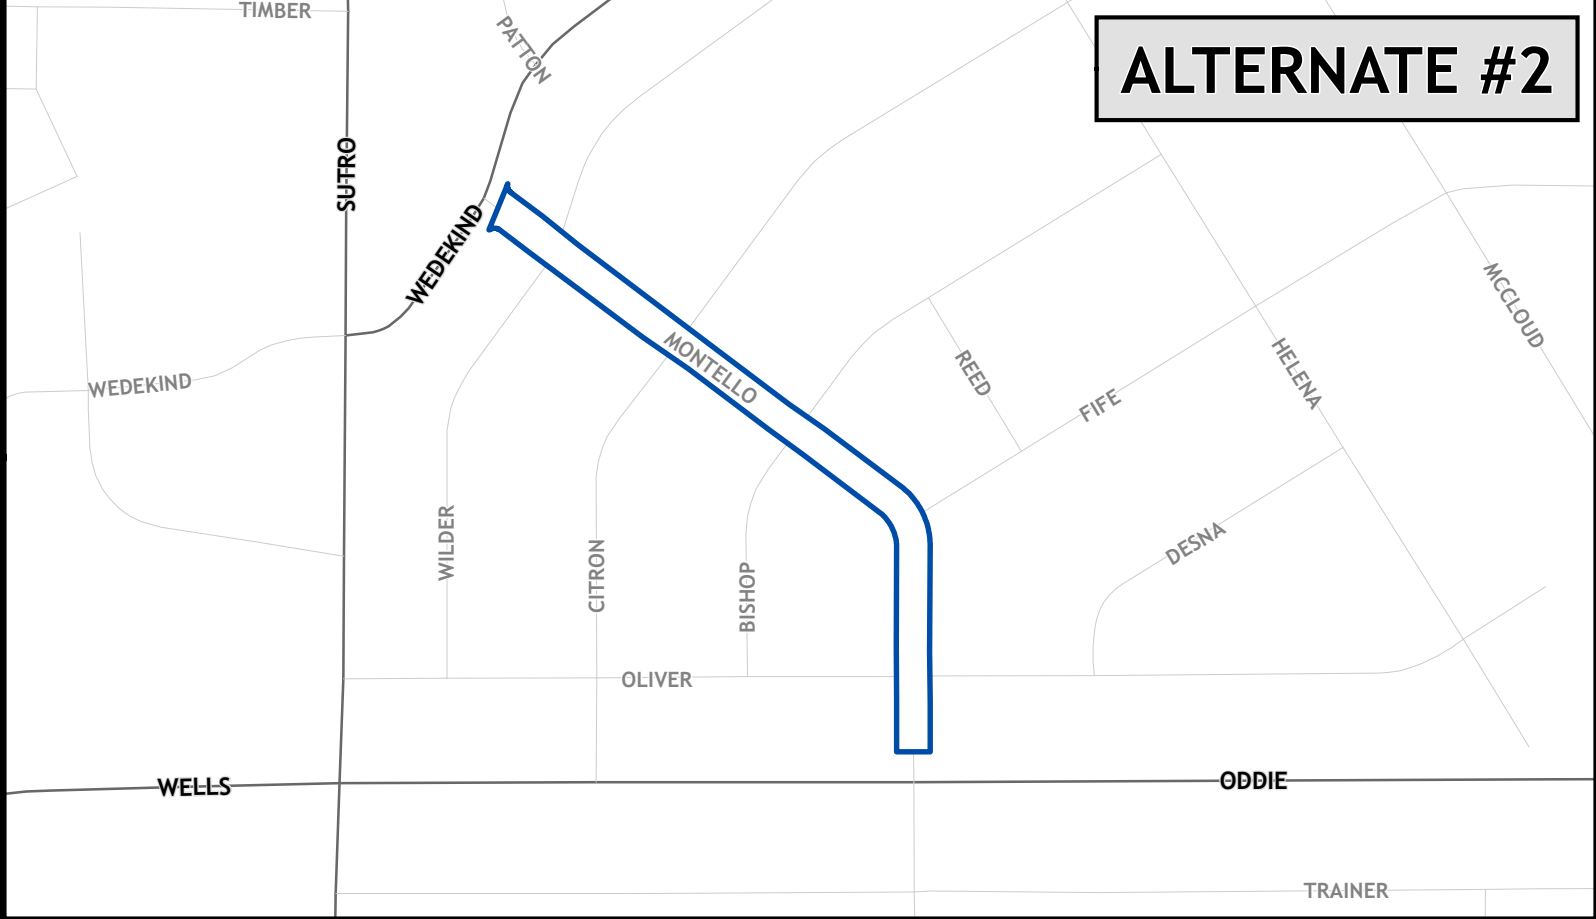 TIMBER
PATTON
ALTERNATE #2
SUTRO
WEDEKIND
MCCLOUD
WEDEKIND
MONTELLO
REED
HELENA
FIFE
WILDER
CITRON
BISHOP
DESNA
OLIVER
WELLS
ODDIE
TRAINER